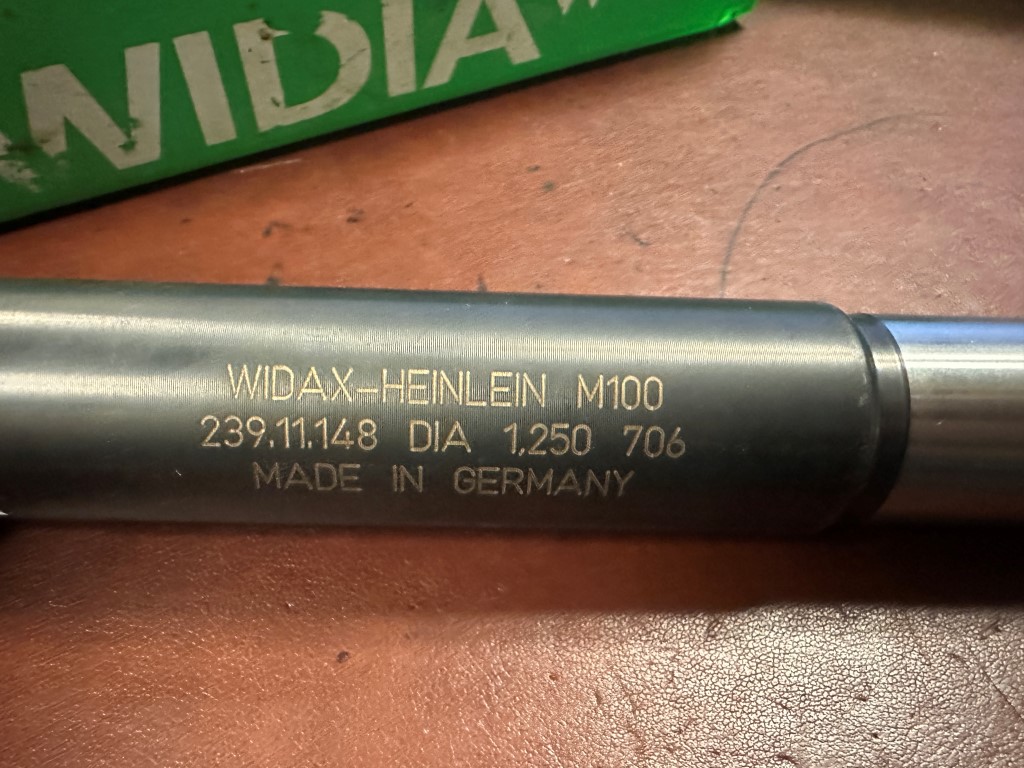 WIDIA
WIDAX-HEINLEIN M100
239.11.148 DIA 1,250 706
MADE IN GERMANY